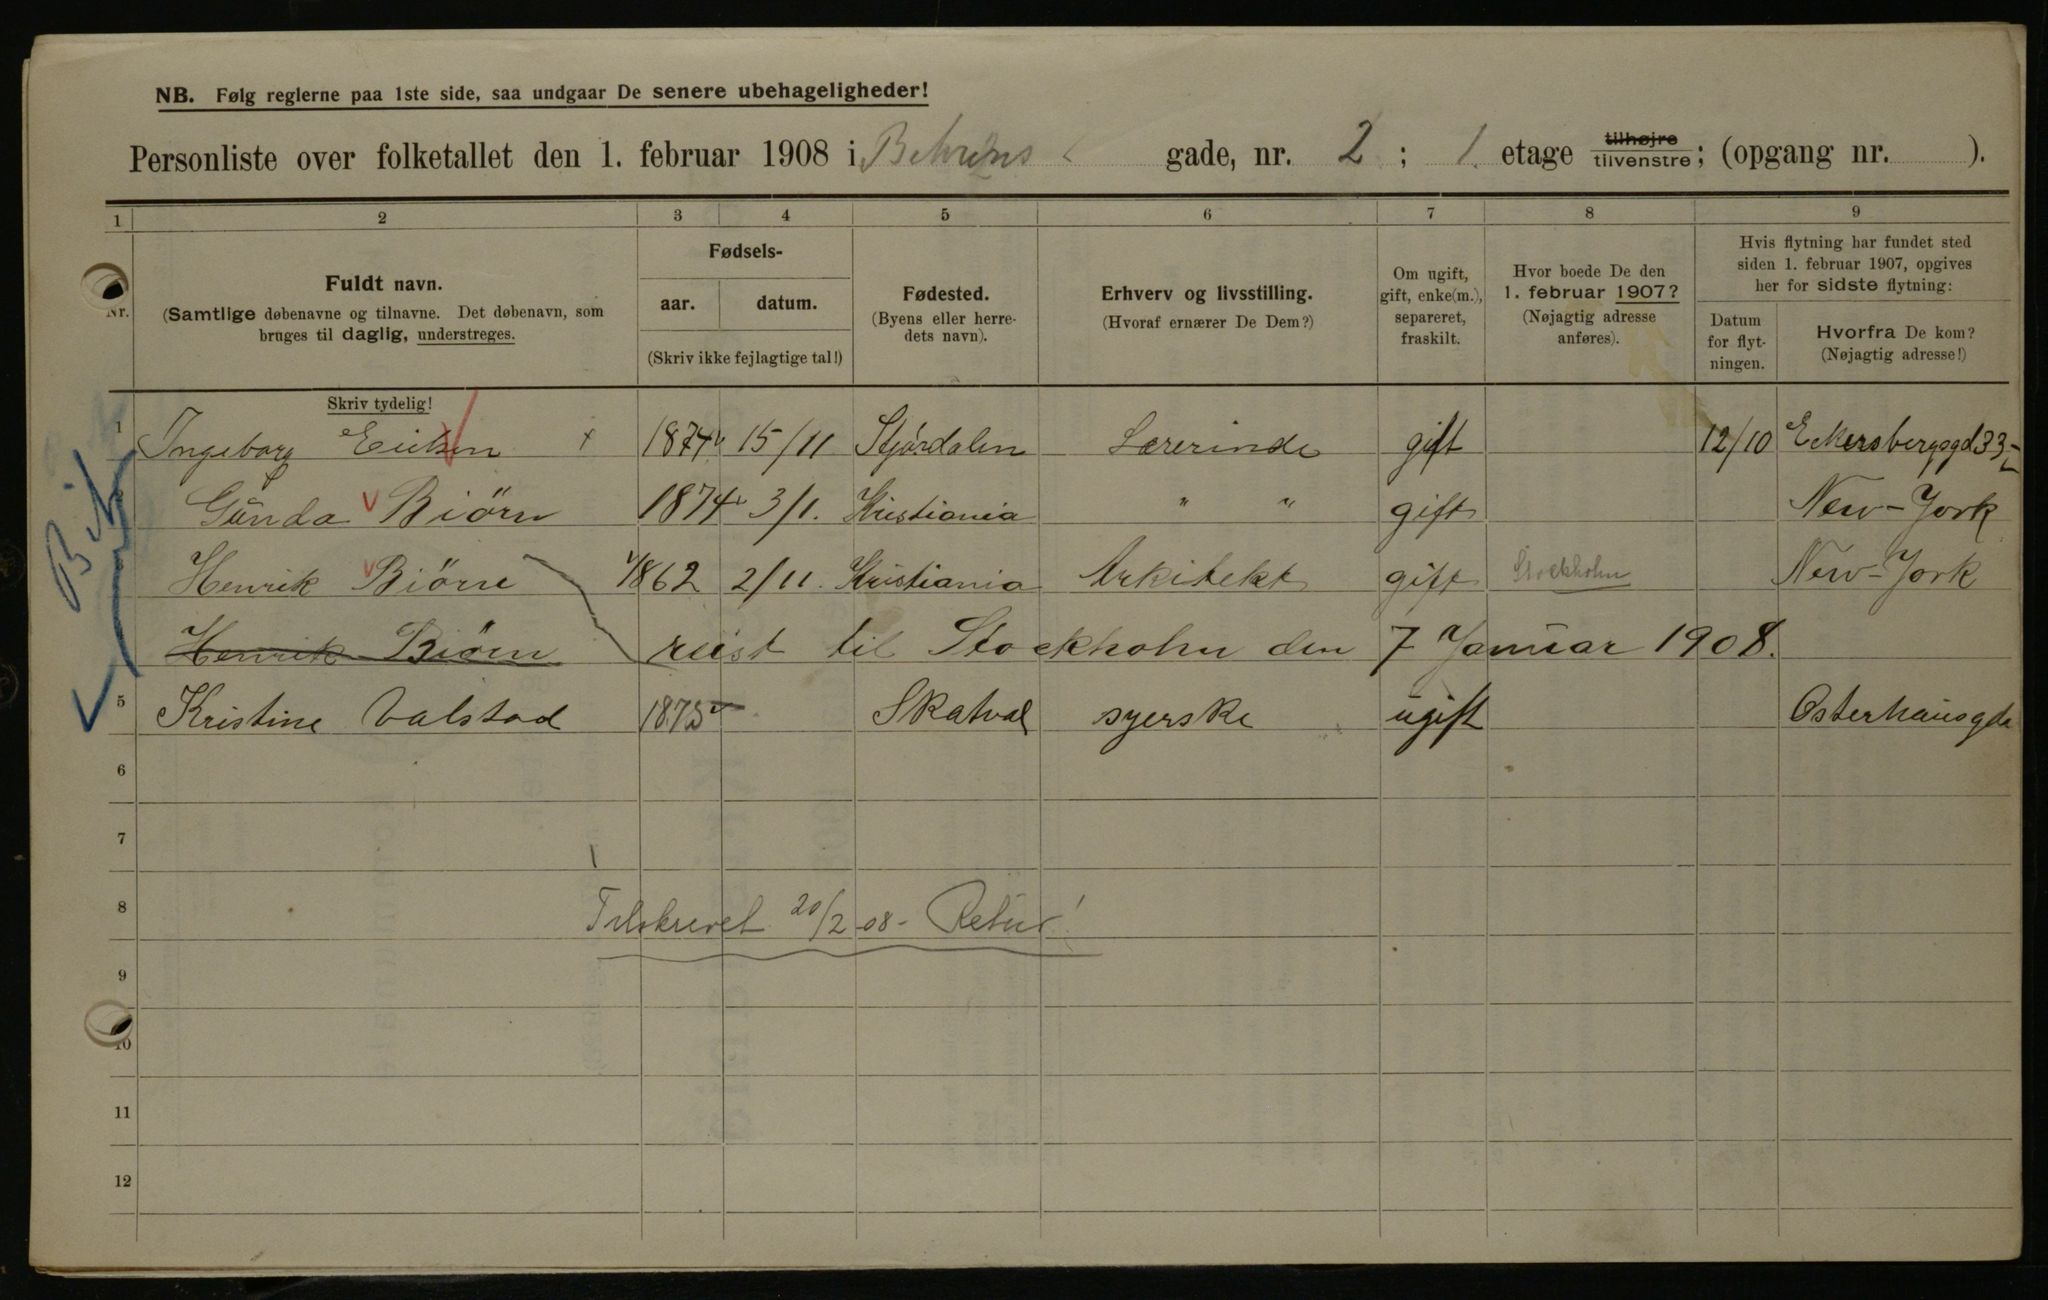 NB. Følg reglerne paa 1ste side, saa undgaar De senere ubehageligheder!
Personliste over folketallet den 1. februar 1908 i Behrens gade, nr. 2 ; 1. etage tilhøjre tilvenstre; (opgang nr. ).
1 2 3 4 5 6 7 8 9
Nr.
Fuldt navn.
(Samtlige døbenavne og tilnavne. Det døbenavn, som
bruges til daglig, understreges.
Skriv tydelig!
Fødsels-
aar. datum.
(Skriv ikke fejlagtige tal!)
Fødested.
(Byens eller herre-
dets navn).
Erhverv og livsstilling.
(Hvoraf ernærer De Dem?)
Om ugift,
gift, enke(m.),
separeret,
fraskilt.
Hvor boede De den
1. februar 1907?
(Nøjagtig adresse
anføres).
Hvis flytning har fundet sted
siden 1. februar 1907, opgives
her for sidste flytning:
Datum
for flyt-
ningen.
Hvorfra De kom?
(Nøjagtig adresse!)
1 Ingeborg x 1874 15/11 Stjørdalen Lærerinde gift 12/10 Eckersbergsgd 33
Gunda Biörn 1874 3/1. Kristiania " " gift New-York
Henrik Biörn 1862 2/11. Kristiania Arkitekt gift Stockholm New-York
Henrik Biörn reist til Stockholm den 7 Januar 1908.
5 Kristine Valstad 1875 Skatval syerske ugift Osterhausgde
6
7
8 Tilskrevet 20/2 08 - Retur!
9
10
11
12